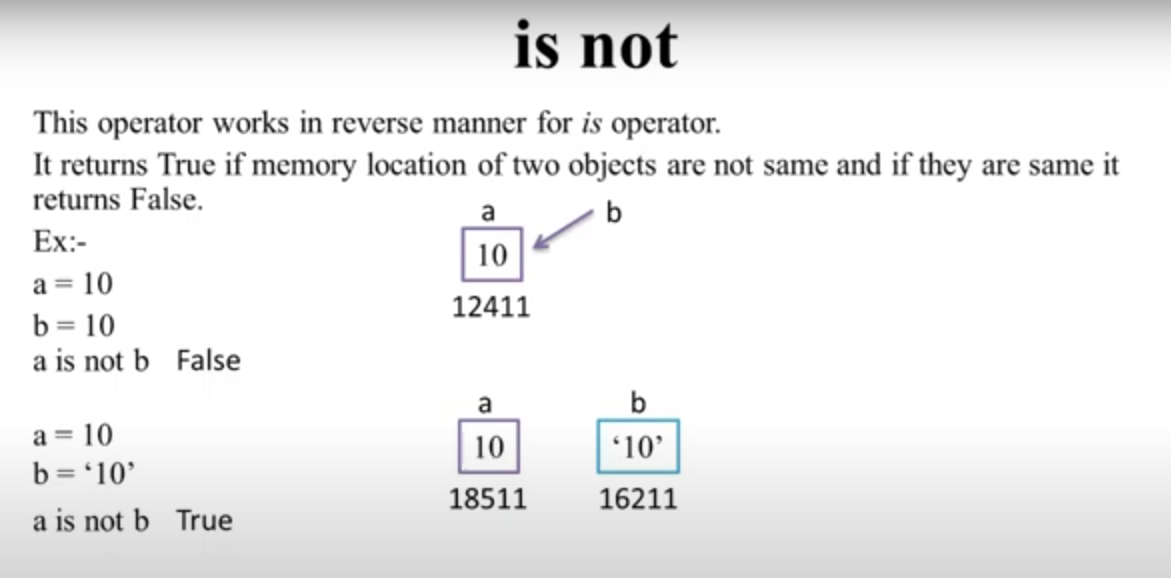 is not
This operator works in reverse manner for is operator.
It returns True if memory location of two objects are not same and if they are same it
returns False.
a b
Ex:-
10
a = 10
12411
b = 10
a is not b False
a b
a = 10
10 ‘10’
b = ‘10’
18511 16211
a is not b True